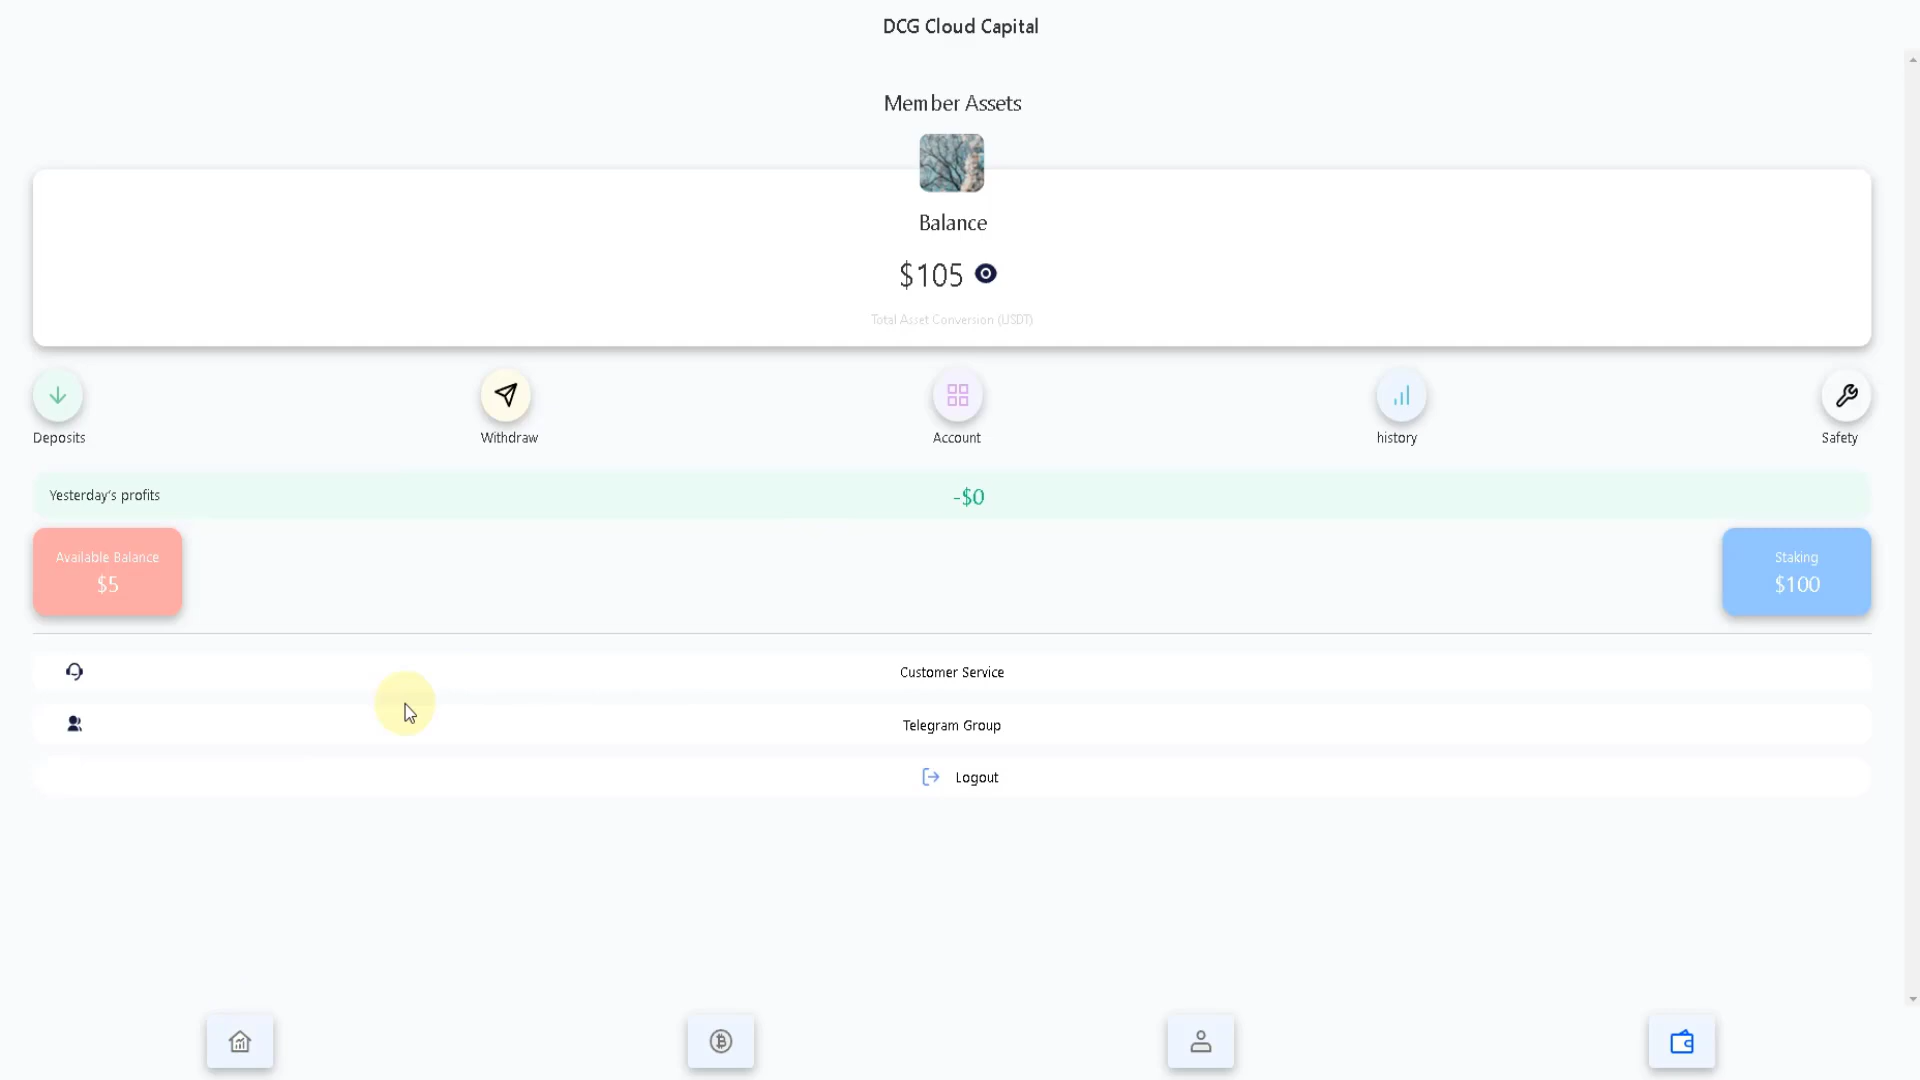 DCG Cloud Capital
Member Assets
Balance
$105
Total Asset Conversion (USDT)
Deposits
Withdraw
Account
history
Safety
Yesterday's profits
-$0
Available Balance
$5
Staking
$100
Customer Service
Telegram Group
Logout